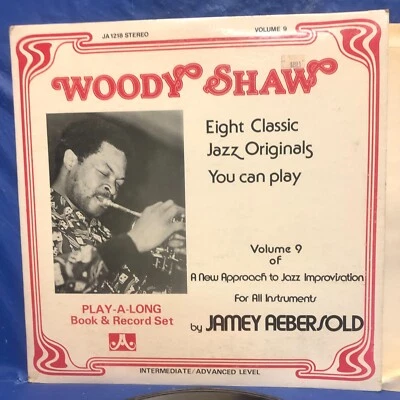 JA 1218 STEREO
VOLUME 9
WOODY SHAW
Eight Classic
Jazz Originals
You can play
Volume 9
of
A New Approach to Jazz Improvisation
For All Instruments
by JAMEY AEBERSOLD
PLAY-A-LONG
Book & Record Set
INTERMEDIATE/ADVANCED LEVEL